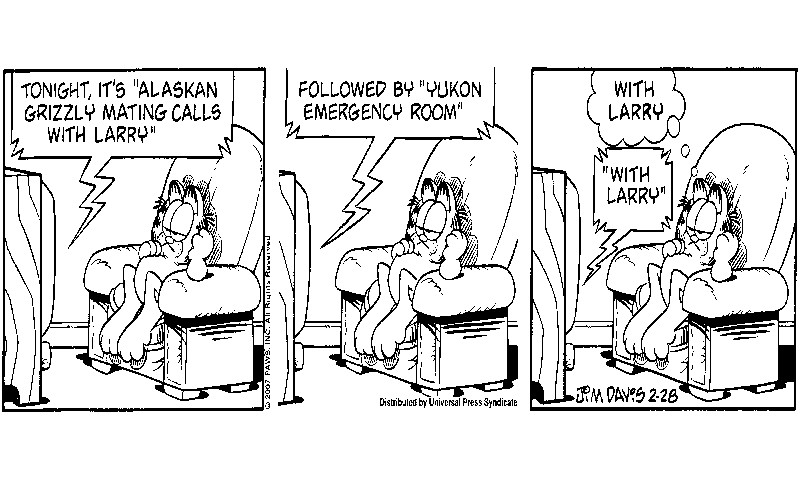 TONIGHT, IT'S "ALASKAN
GRIZZLY MATING CALLS
WITH LARRY"
FOLLOWED BY "YUKON
EMERGENCY ROOM"
WITH
LARRY
"WITH
LARRY"
© 2007 PAWS, INC. All Rights Reserved.
Distributed by Universal Press Syndicate
JIM DAVIS 2-28